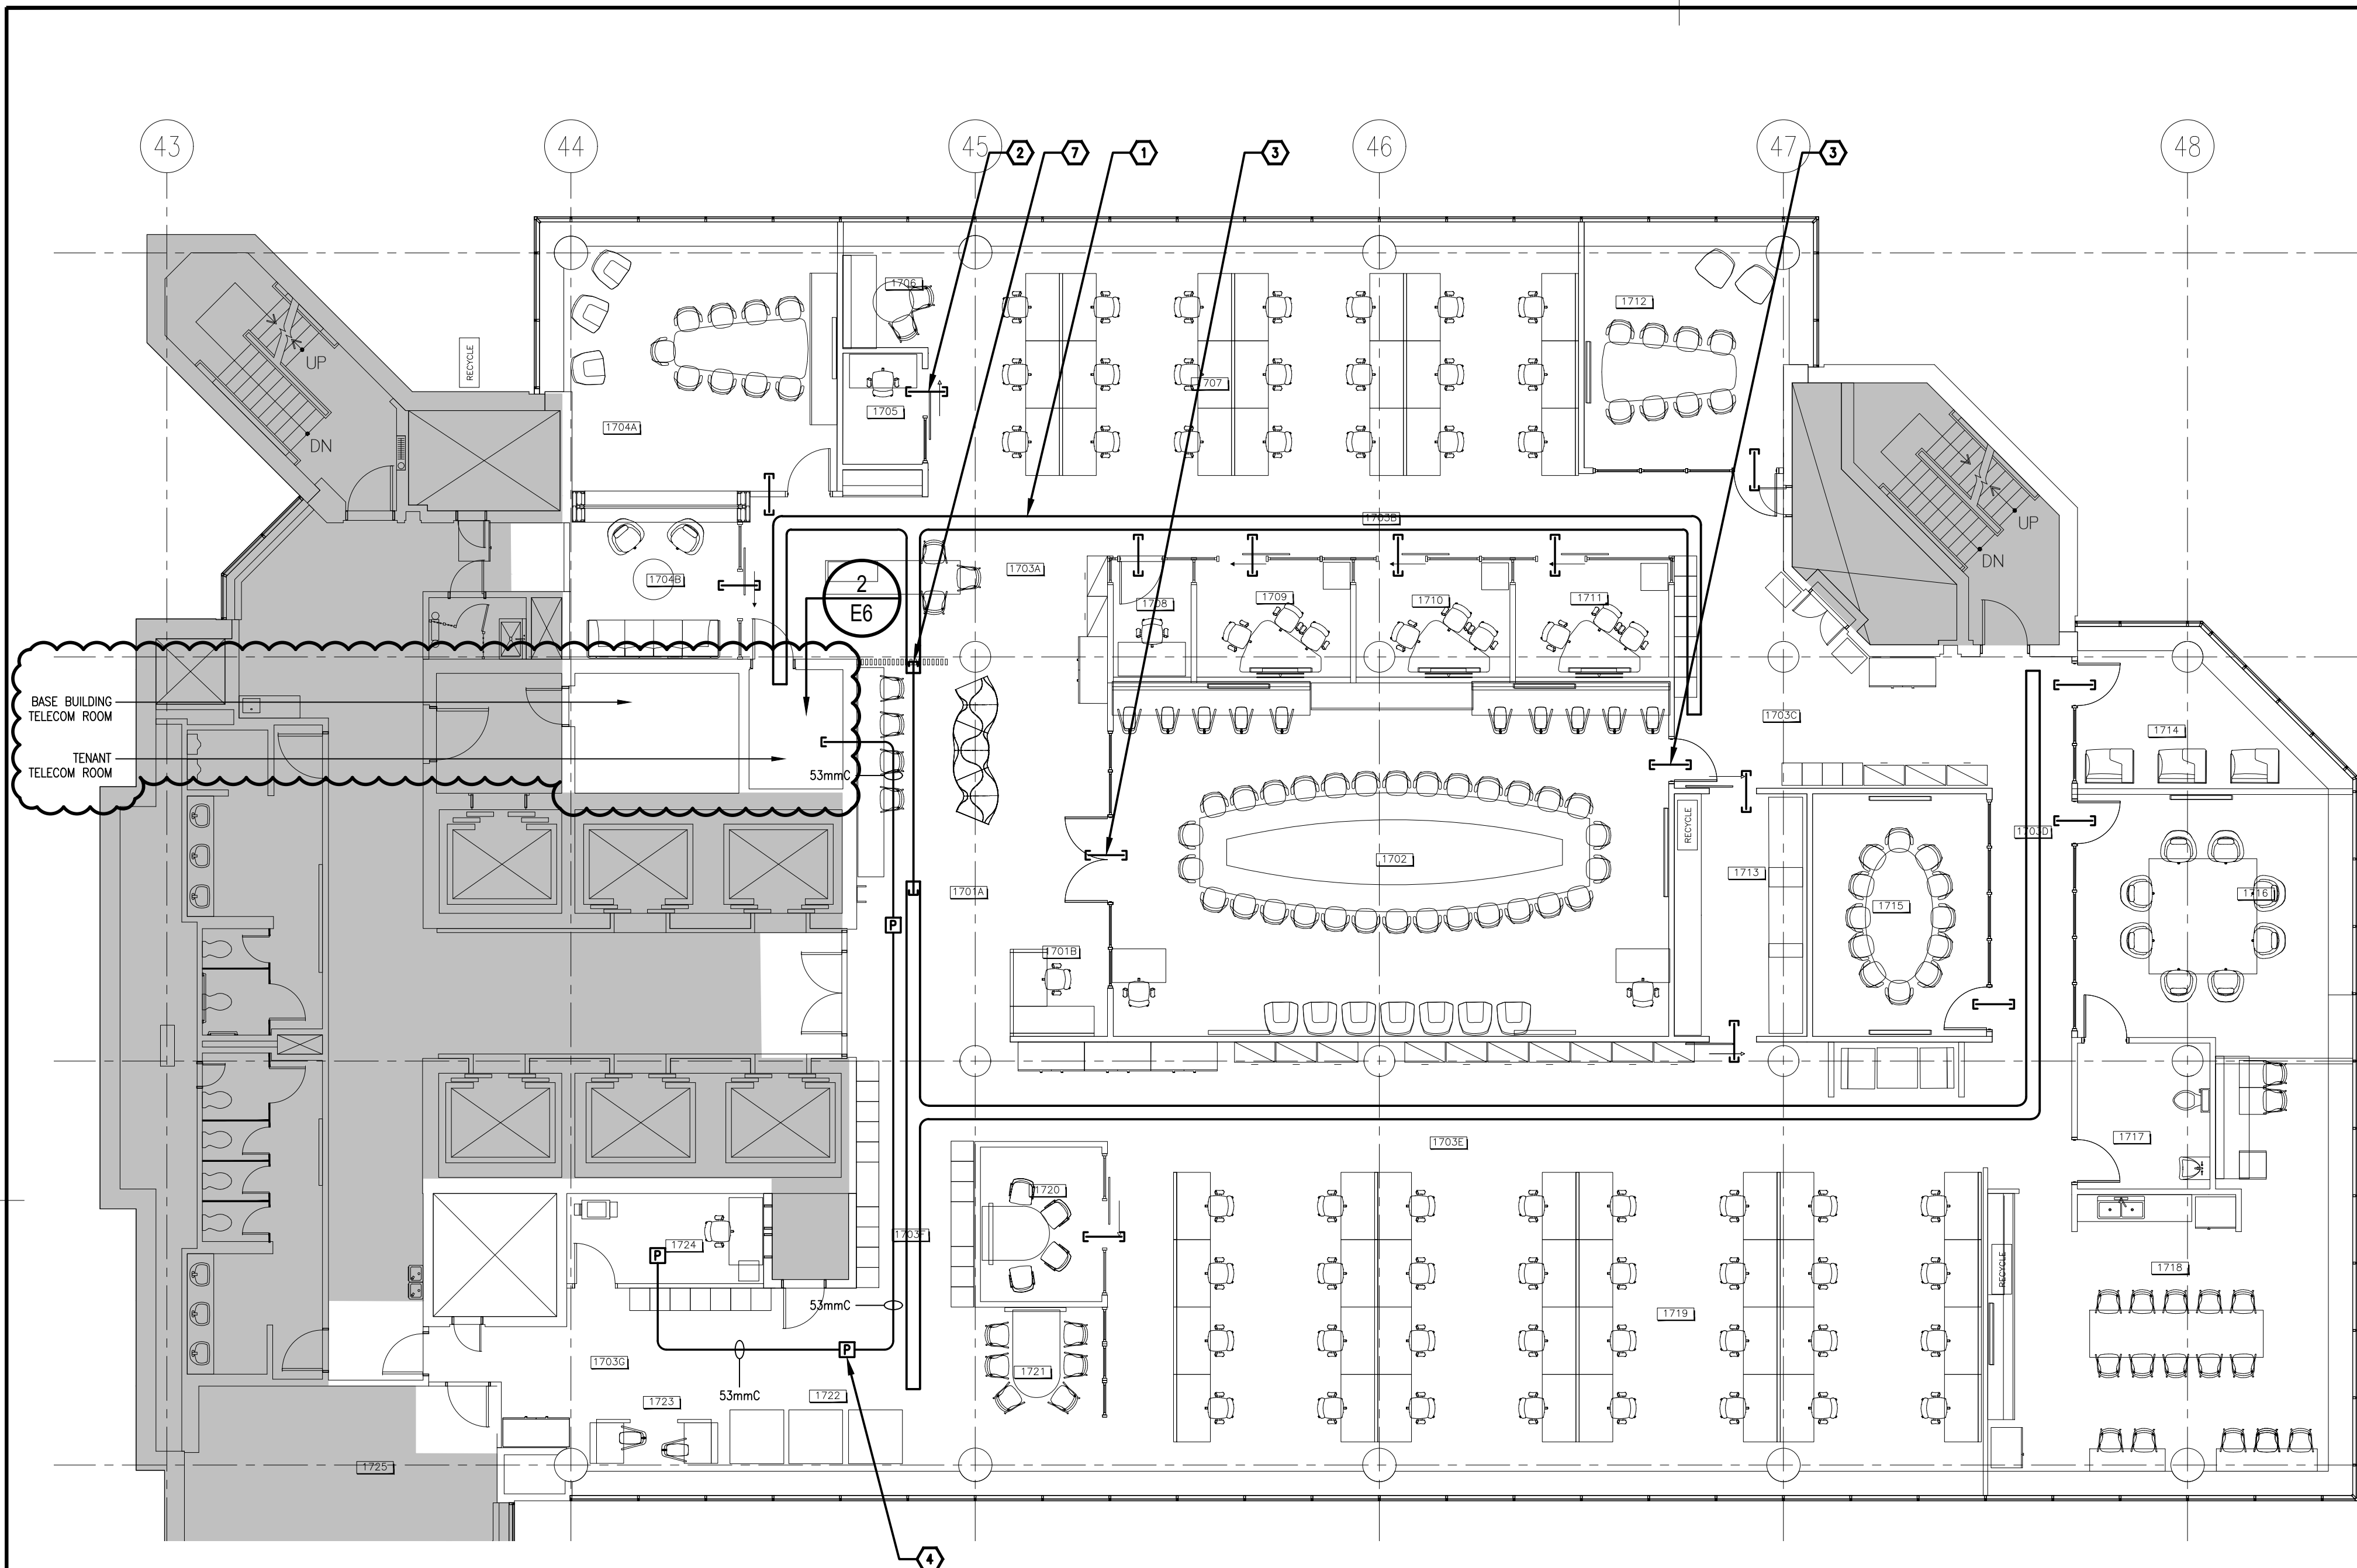 43
44
45
46
47
48
2
7
1
3
3
UP
DN
RECYCLE
1706
1712
1707
1705
1704A
1703B
UP
DN
1704B
2
E6
1703A
1708
1709
1710
1711
BASE BUILDING
TELECOM ROOM
TENANT
TELECOM ROOM
53mmC
1703C
1714
RECYCLE
1703D
1702
1713
1716
1701A
1715
P
1701B
1703E
1717
1720
1703F
1724
P
RECYCLE
1718
53mmC
1719
P
1703G
1721
53mmC
1722
1723
1725
4